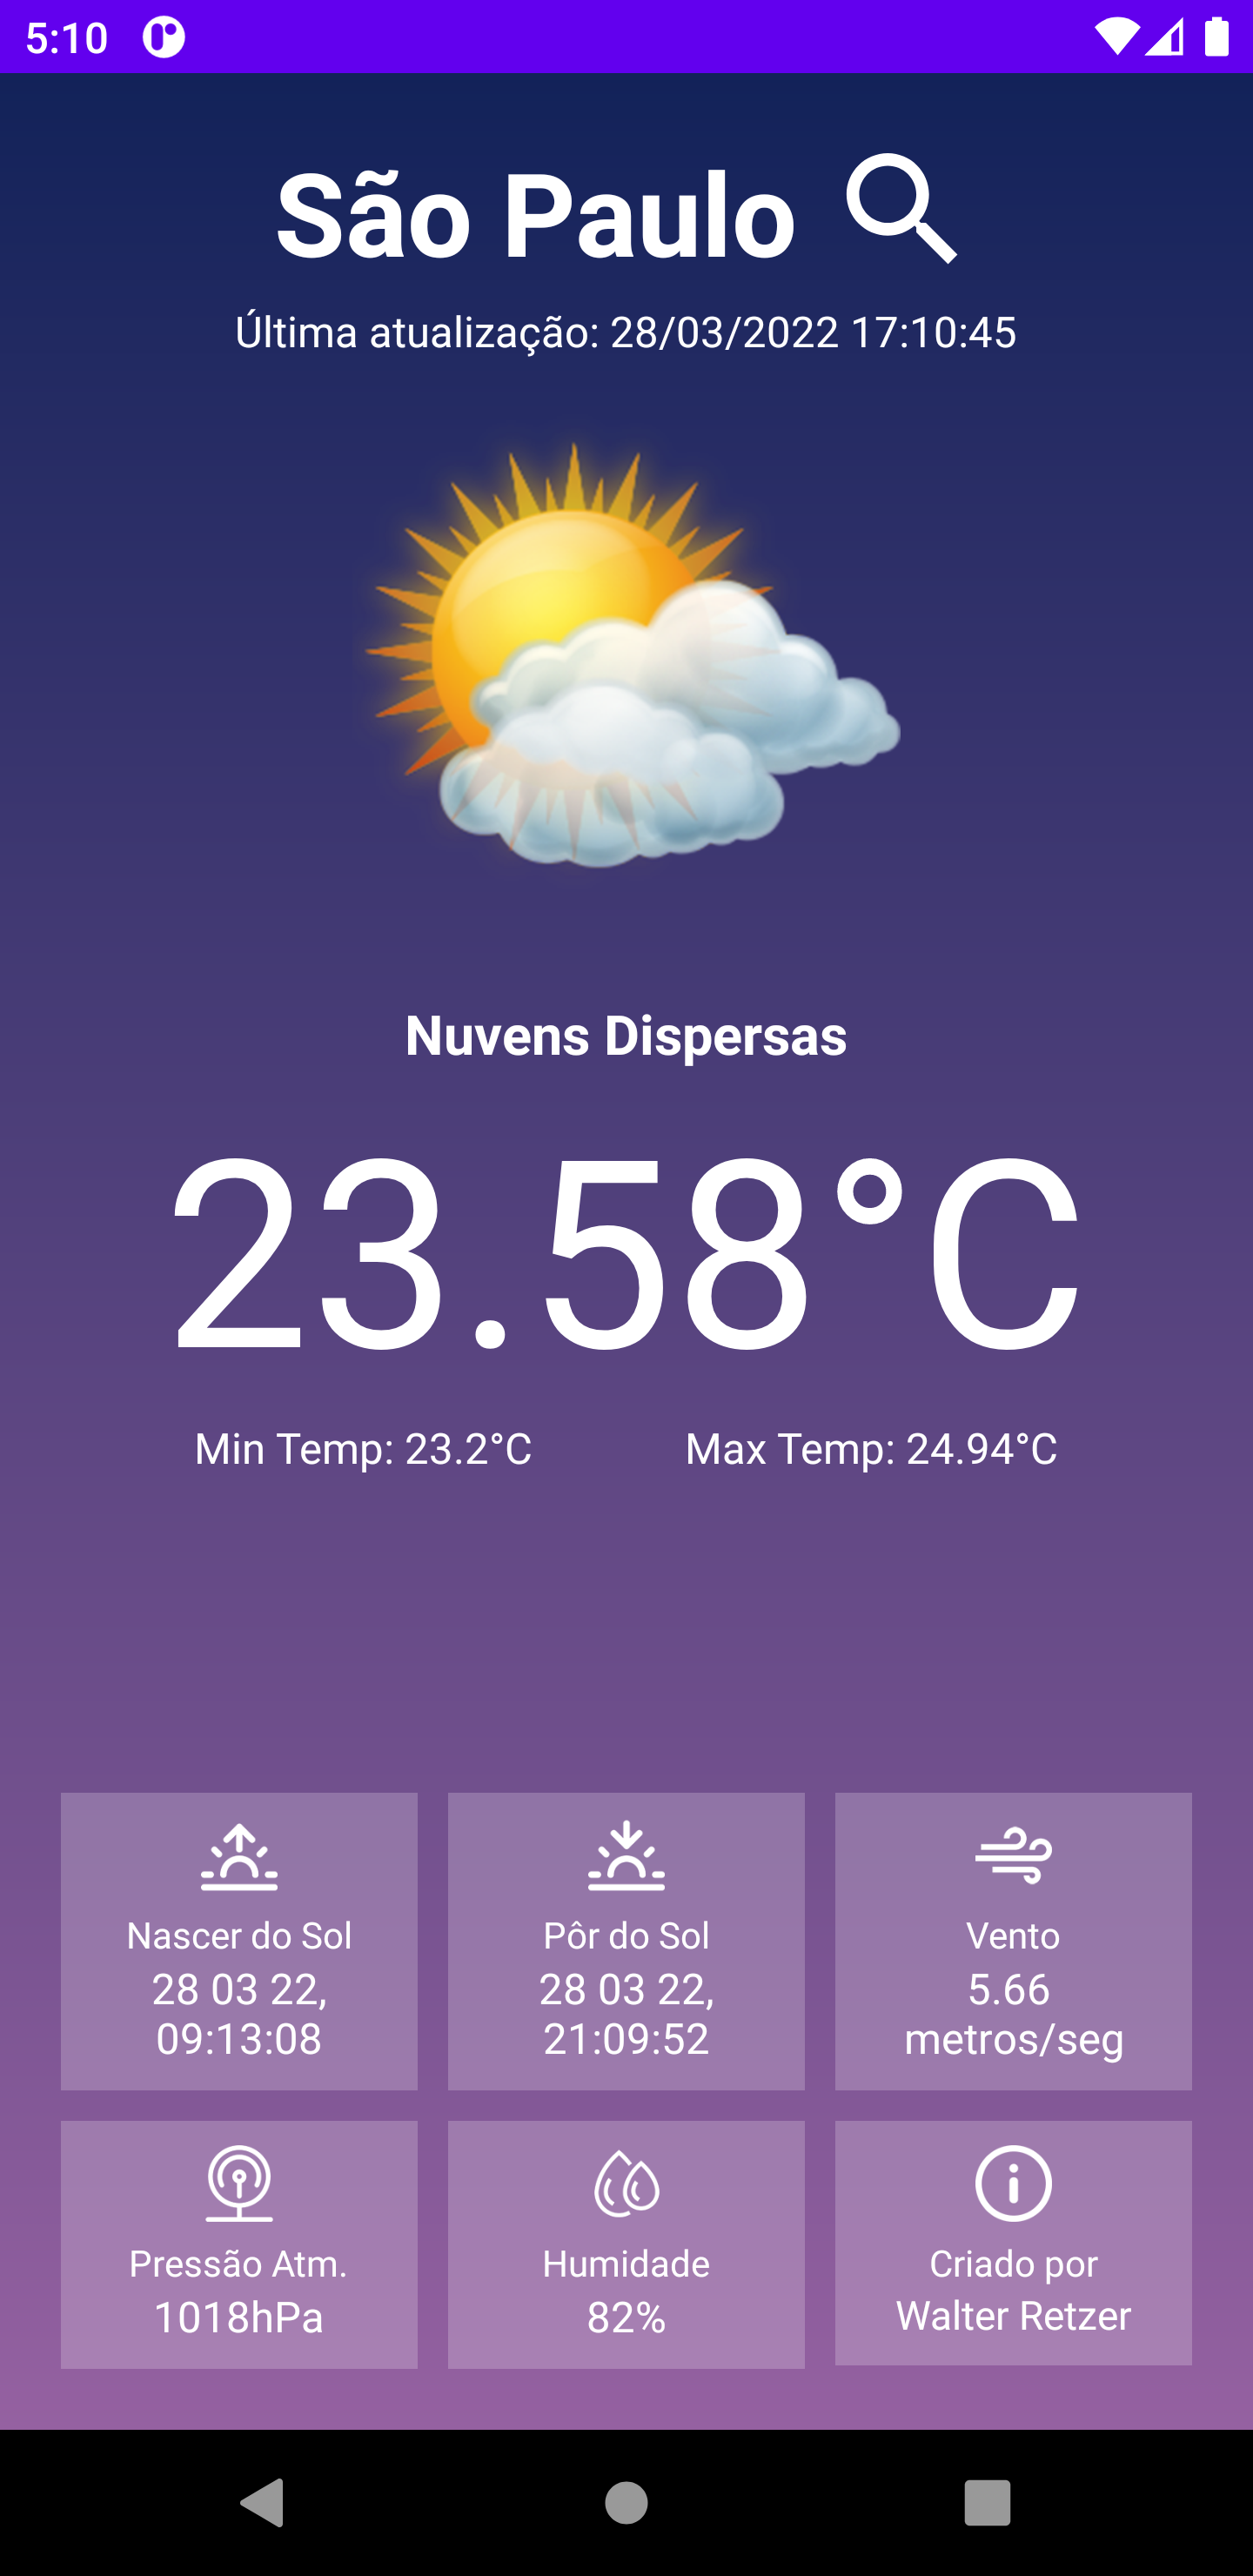 5:10
São Paulo
Última atualização: 28/03/2022 17:10:45
Nuvens Dispersas
23.58°C
Min Temp: 23.2°C Max Temp: 24.94°C
Nascer do Sol
28 03 22,
09:13:08
Pôr do Sol
28 03 22,
21:09:52
Vento
5.66
metros/seg
Pressão Atm.
1018hPa
Humidade
82%
Criado por
Walter Retzer